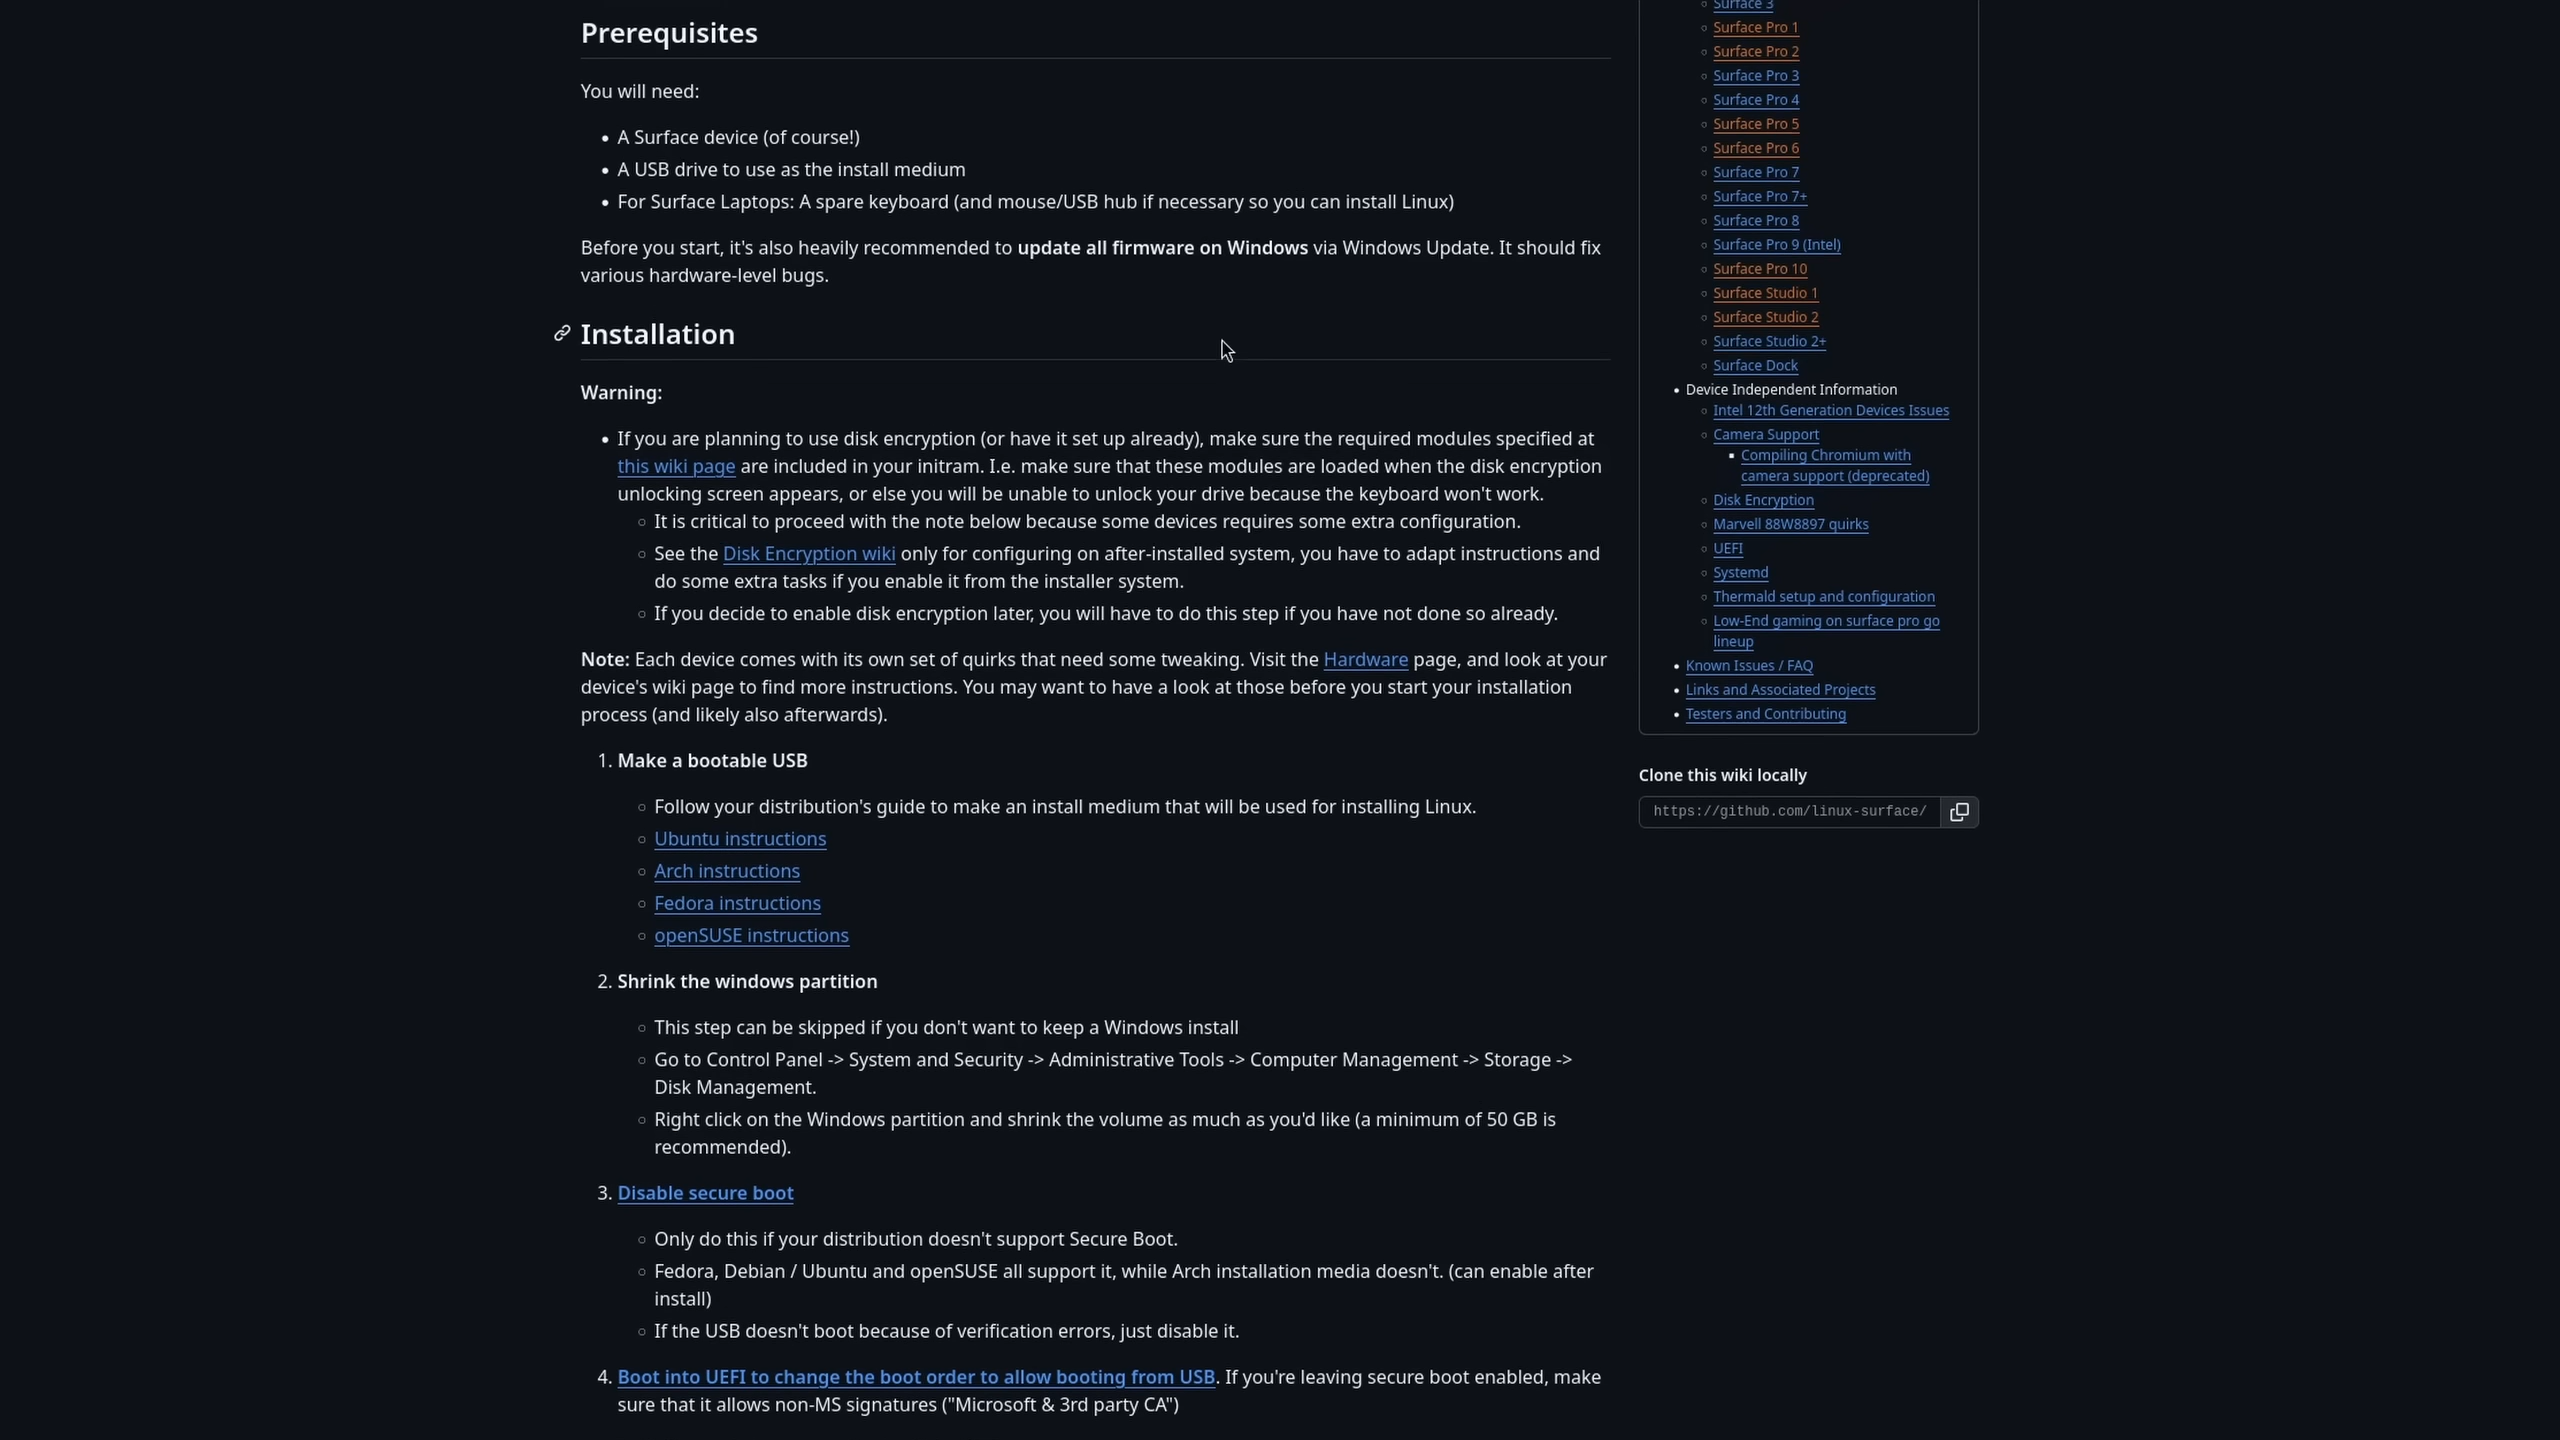 Prerequisites
You will need:
• A Surface device (of course!)
• A USB drive to use as the install medium
• For Surface Laptops: A spare keyboard (and mouse/USB hub if necessary so you can install Linux)
Before you start, it's also heavily recommended to update all firmware on Windows via Windows Update. It should fix
various hardware-level bugs.
Installation
Warning:
• If you are planning to use disk encryption (or have it set up already), make sure the required modules specified at
this wiki page are included in your initram. I.e. make sure that these modules are loaded when the disk encryption
unlocking screen appears, or else you will be unable to unlock your drive because the keyboard won't work.
○ It is critical to proceed with the note below because some devices requires some extra configuration.
○ See the Disk Encryption wiki only for configuring on after-installed system, you have to adapt instructions and
do some extra tasks if you enable it from the installer system.
○ If you decide to enable disk encryption later, you will have to do this step if you have not done so already.
Note: Each device comes with its own set of quirks that need some tweaking. Visit the Hardware page, and look at your
device's wiki page to find more instructions. You may want to have a look at those before you start your installation
process (and likely also afterwards).
1. Make a bootable USB
○ Follow your distribution's guide to make an install medium that will be used for installing Linux.
○ Ubuntu instructions
○ Arch instructions
○ Fedora instructions
○ openSUSE instructions
2. Shrink the windows partition
○ This step can be skipped if you don't want to keep a Windows install
○ Go to Control Panel -> System and Security -> Administrative Tools -> Computer Management -> Storage ->
Disk Management.
○ Right click on the Windows partition and shrink the volume as much as you'd like (a minimum of 50 GB is
recommended).
3. Disable secure boot
○ Only do this if your distribution doesn't support Secure Boot.
○ Fedora, Debian / Ubuntu and openSUSE all support it, while Arch installation media doesn't. (can enable after
install)
○ If the USB doesn't boot because of verification errors, just disable it.
4. Boot into UEFI to change the boot order to allow booting from USB. If you're leaving secure boot enabled, make
sure that it allows non-MS signatures ("Microsoft & 3rd party CA")
○ Surface 3
○ Surface Pro 1
○ Surface Pro 2
○ Surface Pro 3
○ Surface Pro 4
○ Surface Pro 5
○ Surface Pro 6
○ Surface Pro 7
○ Surface Pro 7+
○ Surface Pro 8
○ Surface Pro 9 (Intel)
○ Surface Pro 10
○ Surface Studio 1
○ Surface Studio 2
○ Surface Studio 2+
○ Surface Dock
• Device Independent Information
○ Intel 12th Generation Devices Issues
○ Camera Support
▪ Compiling Chromium with
camera support (deprecated)
○ Disk Encryption
○ Marvell 88W8897 quirks
○ UEFI
○ Systemd
○ Thermald setup and configuration
○ Low-End gaming on surface pro go
lineup
• Known Issues / FAQ
• Links and Associated Projects
• Testers and Contributing
Clone this wiki locally
https://github.com/linux-surface/